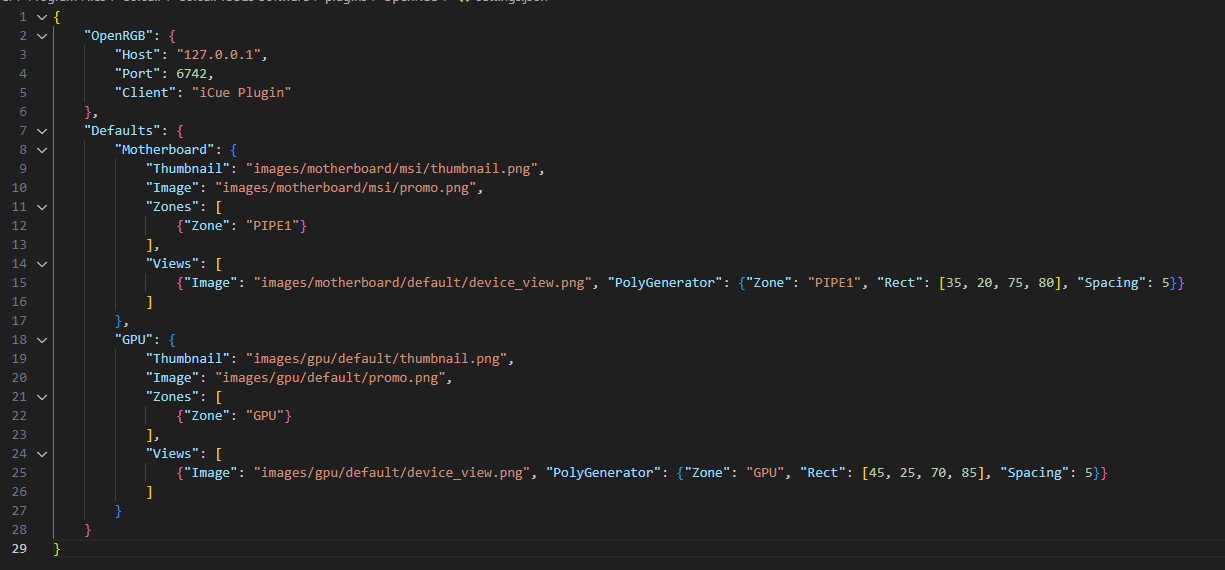 1 {
2 "OpenRGB": {
3 "Host": "127.0.0.1",
4 "Port": 6742,
5 "Client": "iCue Plugin"
6 },
7 "Defaults": {
8 "Motherboard": {
9 "Thumbnail": "images/motherboard/msi/thumbnail.png",
10 "Image": "images/motherboard/msi/promo.png",
11 "Zones": [
12 {"Zone": "PIPE1"}
13 ],
14 "Views": [
15 {"Image": "images/motherboard/default/device_view.png", "PolyGenerator": {"Zone": "PIPE1", "Rect": [35, 20, 75, 80], "Spacing": 5}}
16 ]
17 },
18 "GPU": {
19 "Thumbnail": "images/gpu/default/thumbnail.png",
20 "Image": "images/gpu/default/promo.png",
21 "Zones": [
22 {"Zone": "GPU"}
23 ],
24 "Views": [
25 {"Image": "images/gpu/default/device_view.png", "PolyGenerator": {"Zone": "GPU", "Rect": [45, 25, 70, 85], "Spacing": 5}}
26 ]
27 }
28 }
29 }